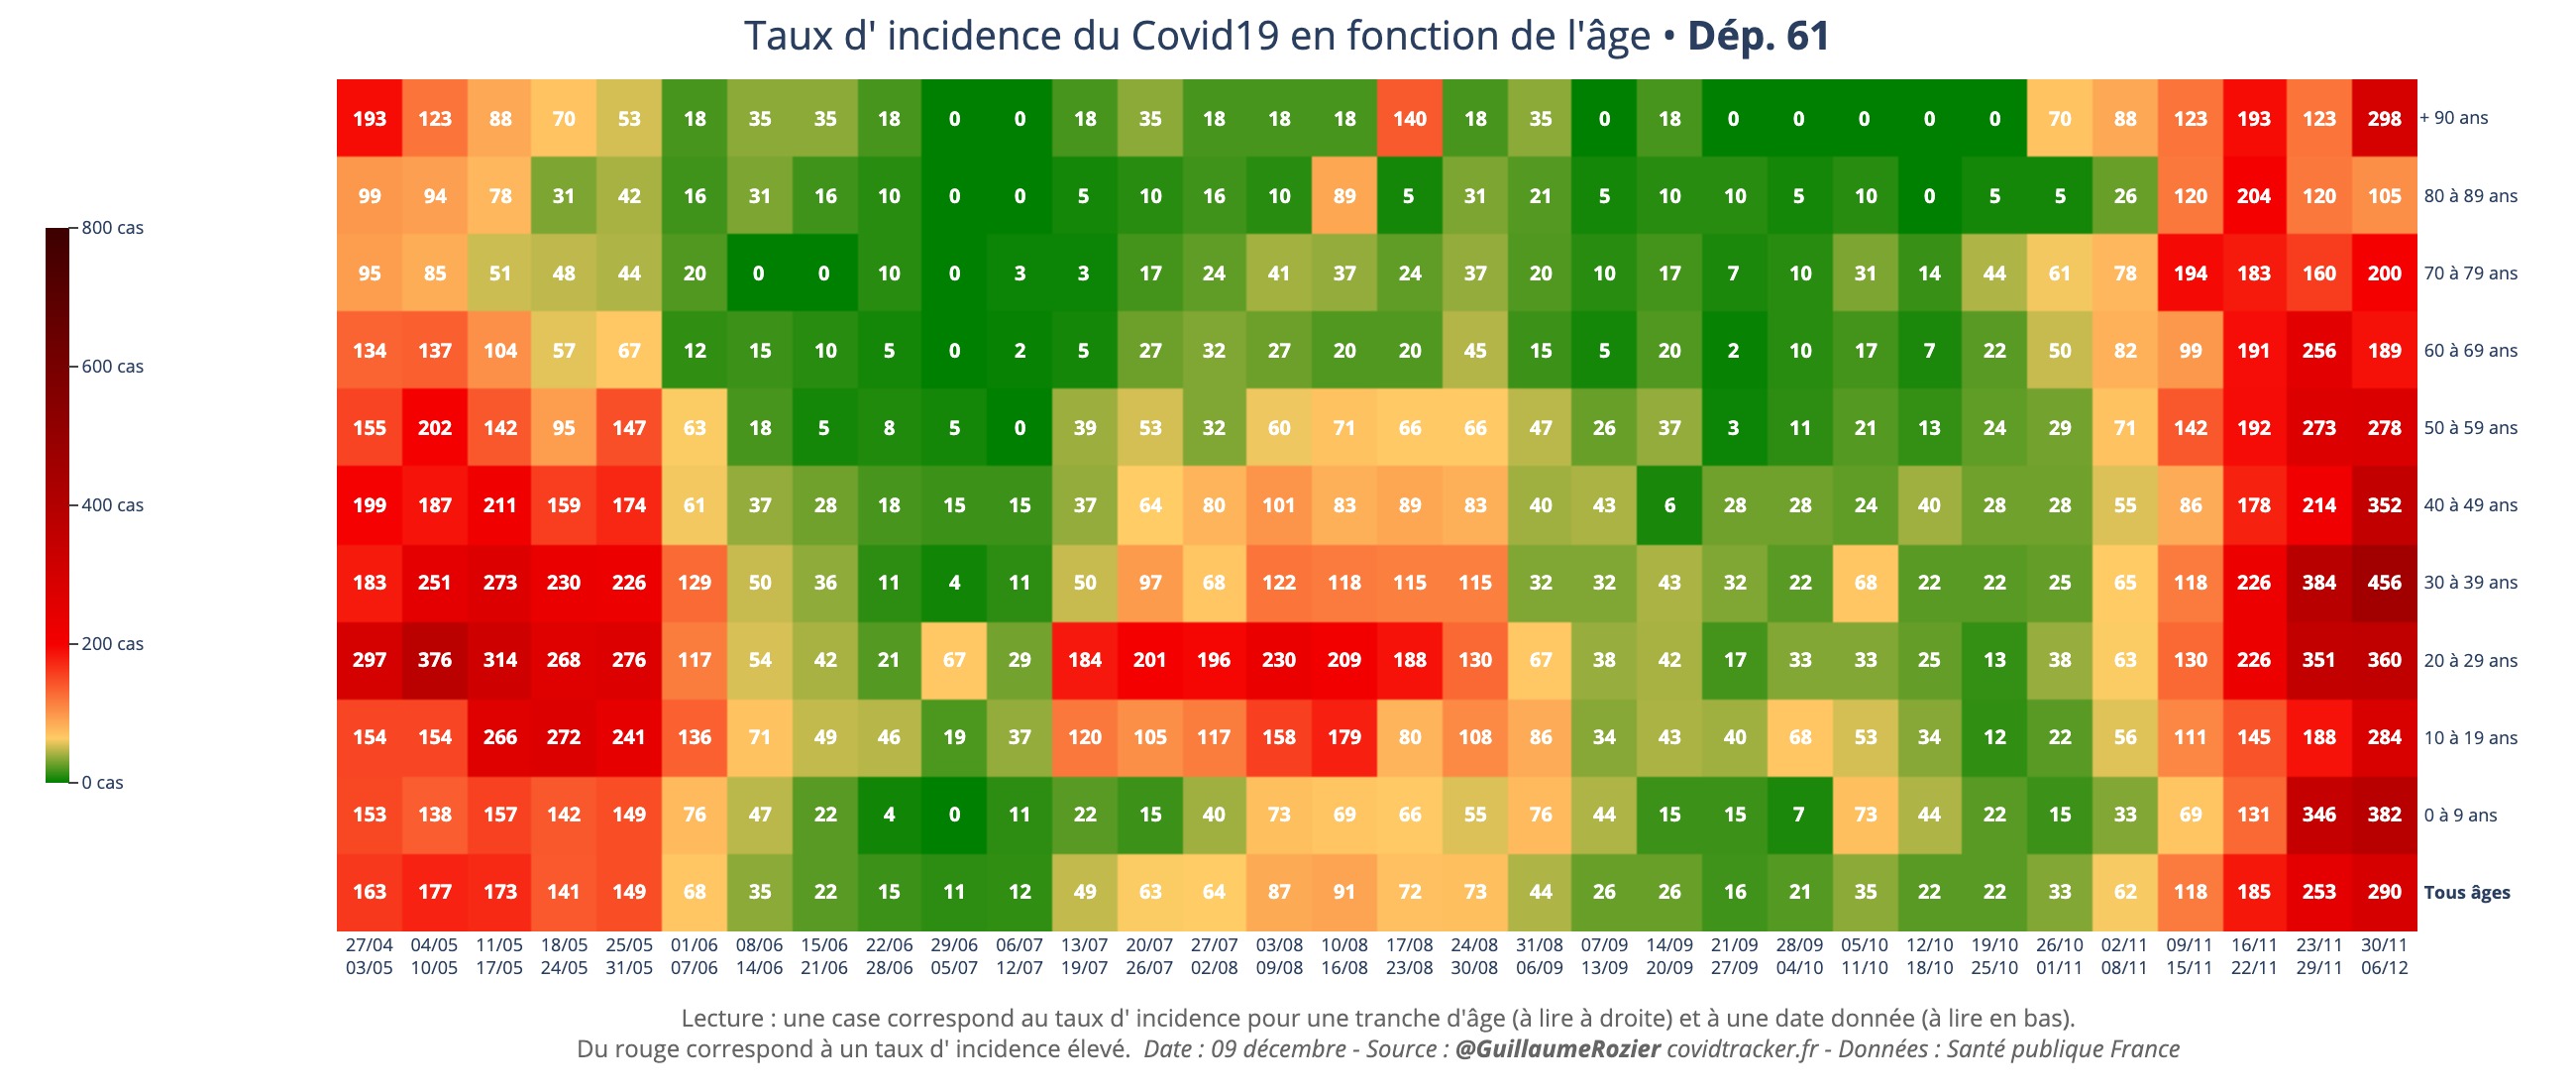 Taux d' incidence du Covid19 en fonction de l'âge • Dép. 61
193 123 88 70 53 18 35 35 18 0 0 18 35 18 18 18 140 18 35 0 18 0 0 0 0 0 70 88 123 193 123 298 + 90 ans
99 94 78 31 42 16 31 16 10 0 0 5 10 16 10 89 5 31 21 5 10 10 5 10 0 5 5 26 120 204 120 105 80 à 89 ans
95 85 51 48 44 20 0 0 10 0 3 3 17 24 41 37 24 37 20 10 17 7 10 31 14 44 61 78 194 183 160 200 70 à 79 ans
134 137 104 57 67 12 15 10 5 0 2 5 27 32 27 20 20 45 15 5 20 2 10 17 7 22 50 82 99 191 256 189 60 à 69 ans
155 202 142 95 147 63 18 5 8 5 0 39 53 32 60 71 66 66 47 26 37 3 11 21 13 24 29 71 142 192 273 278 50 à 59 ans
199 187 211 159 174 61 37 28 18 15 15 37 64 80 101 83 89 83 40 43 6 28 28 24 40 28 28 55 86 178 214 352 40 à 49 ans
183 251 273 230 226 129 50 36 11 4 11 50 97 68 122 118 115 115 32 32 43 32 22 68 22 22 25 65 118 226 384 456 30 à 39 ans
297 376 314 268 276 117 54 42 21 67 29 184 201 196 230 209 188 130 67 38 42 17 33 33 25 13 38 63 130 226 351 360 20 à 29 ans
154 154 266 272 241 136 71 49 46 19 37 120 105 117 158 179 80 108 86 34 43 40 68 53 34 12 22 56 111 145 188 284 10 à 19 ans
153 138 157 142 149 76 47 22 4 0 11 22 15 40 73 69 66 55 76 44 15 15 7 73 44 22 15 33 69 131 346 382 0 à 9 ans
163 177 173 141 149 68 35 22 15 11 12 49 63 64 87 91 72 73 44 26 26 16 21 35 22 22 33 62 118 185 253 290 Tous âges
27/04 04/05 11/05 18/05 25/05 01/06 08/06 15/06 22/06 29/06 06/07 13/07 20/07 27/07 03/08 10/08 17/08 24/08 31/08 07/09 14/09 21/09 28/09 05/10 12/10 19/10 26/10 02/11 09/11 16/11 23/11 30/11
03/05 10/05 17/05 24/05 31/05 07/06 14/06 21/06 28/06 05/07 12/07 19/07 26/07 02/08 09/08 16/08 23/08 30/08 06/09 13/09 20/09 27/09 04/10 11/10 18/10 25/10 01/11 08/11 15/11 22/11 29/11 06/12
800 cas
600 cas
400 cas
200 cas
0 cas
Lecture : une case correspond au taux d' incidence pour une tranche d'âge (à lire à droite) et à une date donnée (à lire en bas).
Du rouge correspond à un taux d' incidence élevé. Date : 09 décembre - Source : @GuillaumeRozier covidtracker.fr - Données : Santé publique France